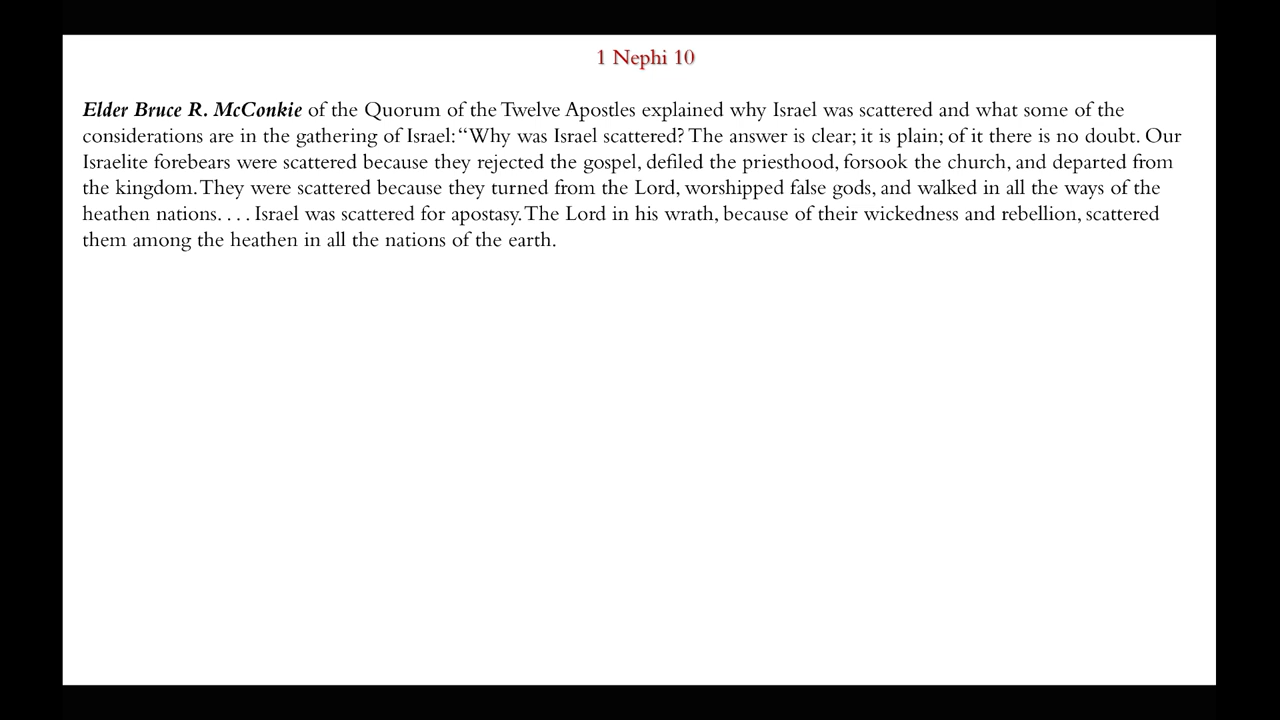 1 Nephi 10
Elder Bruce R. McConkie of the Quorum of the Twelve Apostles explained why Israel was scattered and what some of the
considerations are in the gathering of Israel: “Why was Israel scattered? The answer is clear; it is plain; of it there is no doubt. Our
Israelite forebears were scattered because they rejected the gospel, defiled the priesthood, forsook the church, and departed from
the kingdom. They were scattered because they turned from the Lord, worshipped false gods, and walked in all the ways of the
heathen nations. . . . Israel was scattered for apostasy. The Lord in his wrath, because of their wickedness and rebellion, scattered
them among the heathen in all the nations of the earth.